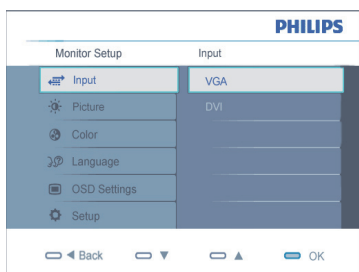 PHILIPS
Monitor Setup Input
Input VGA
Picture DVI
Color
Language
OSD Settings
Setup
Back OK